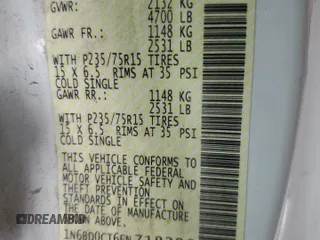 GVWR: 2132 KG
4700 LB
GAWR FR.: 1148 KG
2531 LB
WITH P235/75R15 TIRES
15 X 6.5 RIMS AT 35 PSI
COLD SINGLE
GAWR RR.: 1148 KG
2531 LB
WITH P235/75R15 TIRES
15 X 6.5 RIMS AT 35 PSI
COLD SINGLE
THIS VEHICLE CONFORMS TO
ALL APPLICABLE FEDERAL
MOTOR VEHICLE SAFETY AND
THEFT PREVENTION
STANDARDS IN EFFECT ON
THE DATE OF MANUFACTURE
SHOWN ABOVE.
DREAMBID